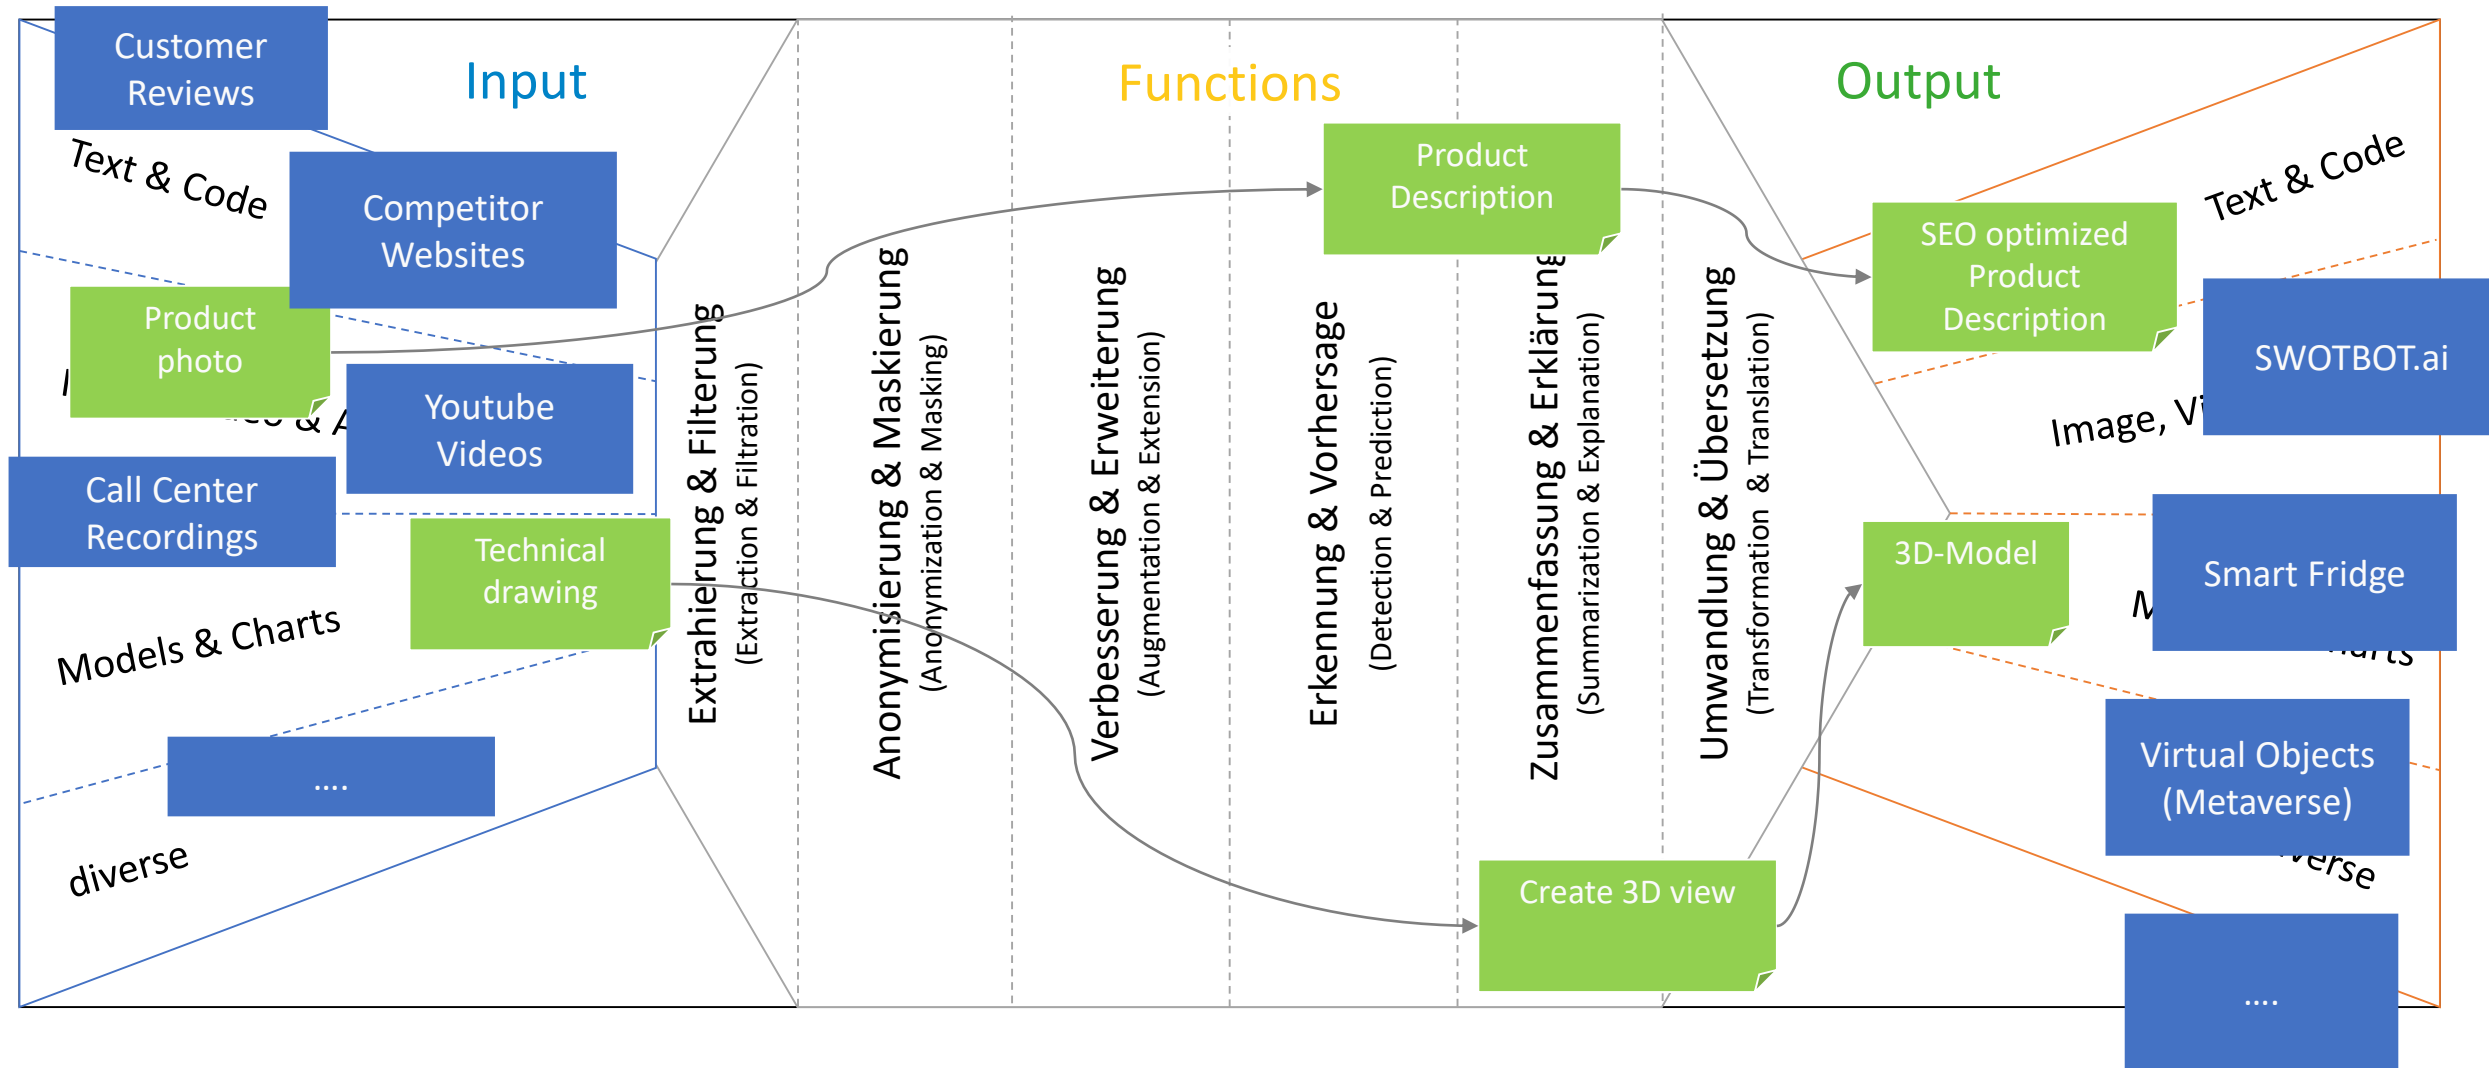 Customer
Reviews
Input
Text & Code
Competitor
Websites
Product
photo
Youtube
Videos
Call Center
Recordings
Technical
drawing
Models & Charts
....
diverse
Functions
Extrahierung & Filterung
(Extraction & Filtration)
Anonymisierung & Maskierung
(Anonymization & Masking)
Verbesserung & Erweiterung
(Augmentation & Extension)
Erkennung & Vorhersage
(Detection & Prediction)
Zusammenfassung & Erklärung
(Summarization & Explanation)
Umwandlung & Übersetzung
(Transformation & Translation)
Product
Description
Create 3D view
Output
Text & Code
SEO optimized
Product
Description
SWOTBOT.ai
Image,
3D-Model
Smart Fridge
Virtual Objects
(Metaverse)
....